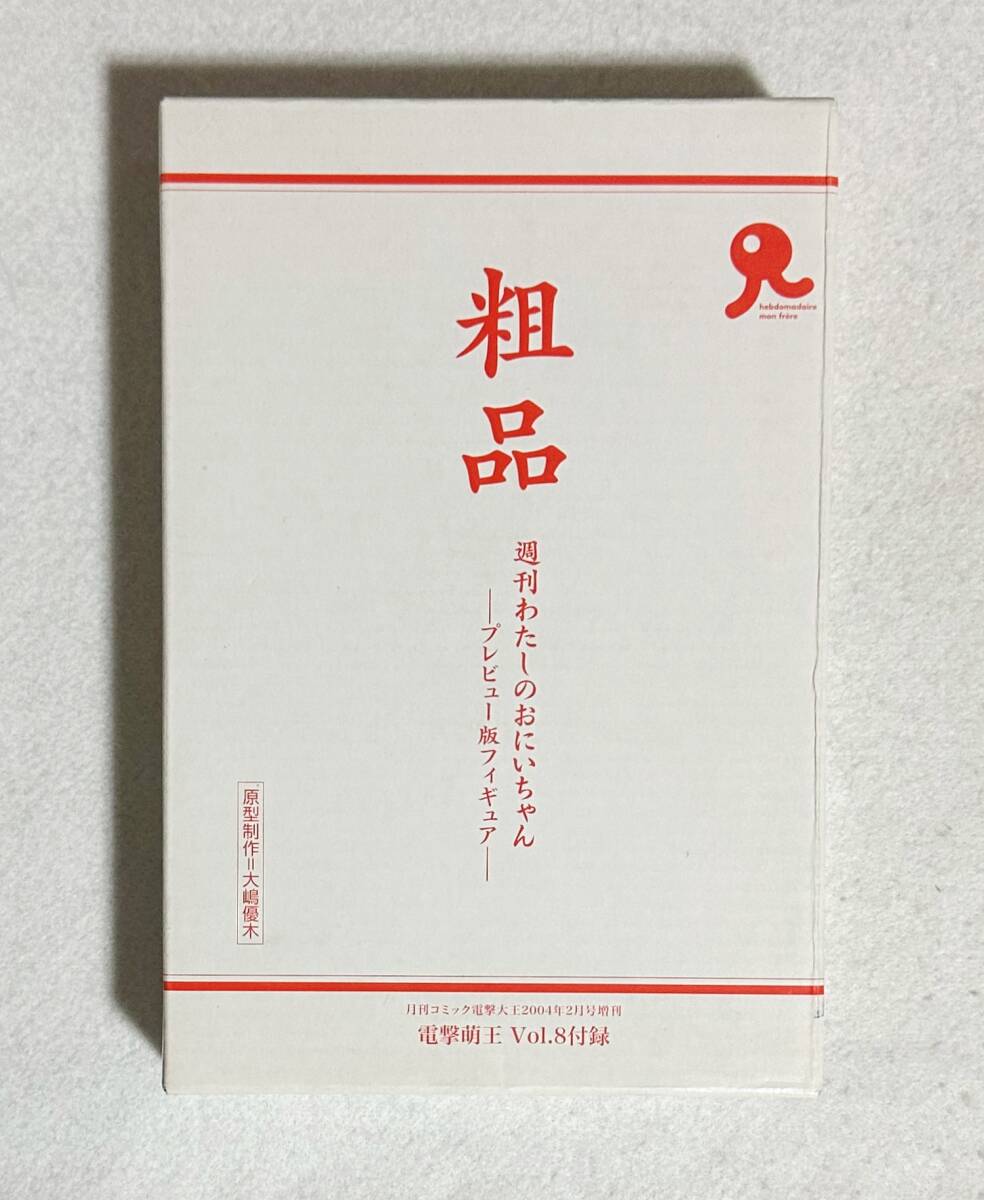 粗品
週刊わたしのおにいちゃん
―プレビュー版フィギュア―
hebdomadaire
mon frère
原型制作=大嶋優木
月刊コミック電撃大王2004年2月号増刊
電撃萌王 Vol.8付録